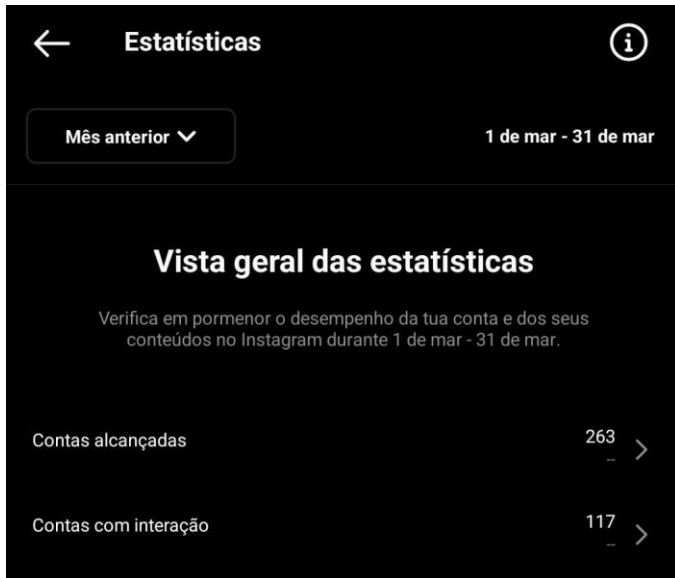 Estatísticas
Mês anterior
1 de mar - 31 de mar
Vista geral das estatísticas
Verifica em pormenor o desempenho da tua conta e dos seus
conteúdos no Instagram durante 1 de mar - 31 de mar.
Contas alcançadas
263
--
Contas com interação
117
--